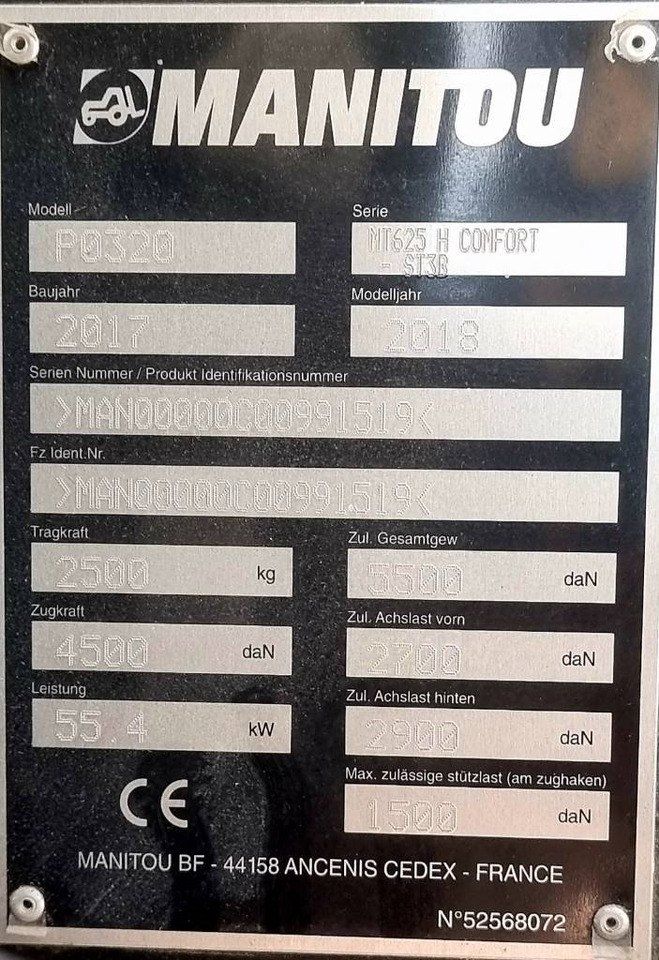 MANITOU
Modell Serie
P0320 MT625 H COMFORT
- ST3B
Baujahr Modelljahr
2017 2018
Serien Nummer / Produkt Identifikationsnummer
>MAN00000C00991519<
Fz Ident.Nr.
>MAN00000C00991519<
Tragkraft Zul. Gesamtgew
2500 kg 5500 daN
Zugkraft Zul. Achslast vorn
4500 daN 2700 daN
Leistung Zul. Achslast hinten
55.4 kW 2900 daN
Max. zulässige stützlast (am zughaken)
CE 1500 daN
MANITOU BF - 44158 ANCENIS CEDEX - FRANCE
N°52568072